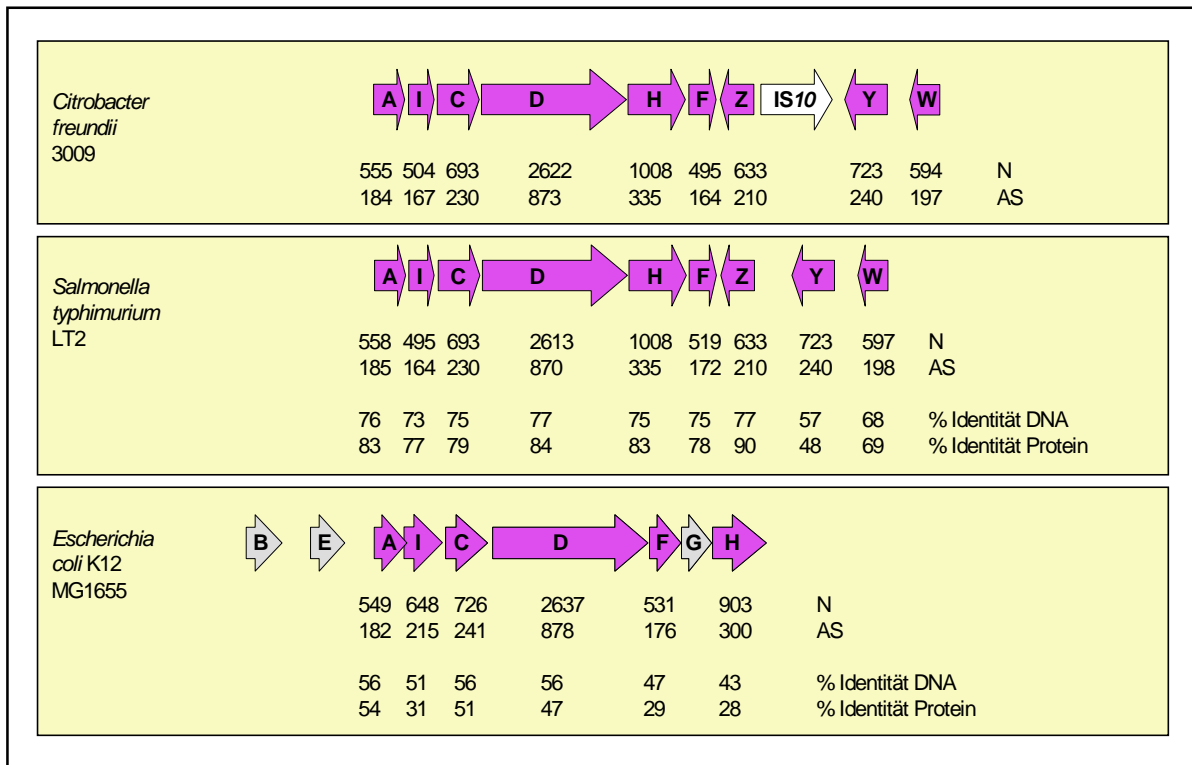 Citrobacter
freundii
3009
A I C D H F Z IS10 Y W
555 504 693 2622 1008 495 633 723 594 N
184 167 230 873 335 164 210 240 197 AS
Salmonella
typhimurium
LT2
A I C D H F Z Y W
558 495 693 2613 1008 519 633 723 597 N
185 164 230 870 335 172 210 240 198 AS
76 73 75 77 75 75 77 57 68 % Identität DNA
83 77 79 84 83 78 90 48 69 % Identität Protein
Escherichia
coli K12
MG1655
B E A I C D F G H
549 648 726 2637 531 903 N
182 215 241 878 176 300 AS
56 51 56 56 47 43 % Identität DNA
54 31 51 47 29 28 % Identität Protein